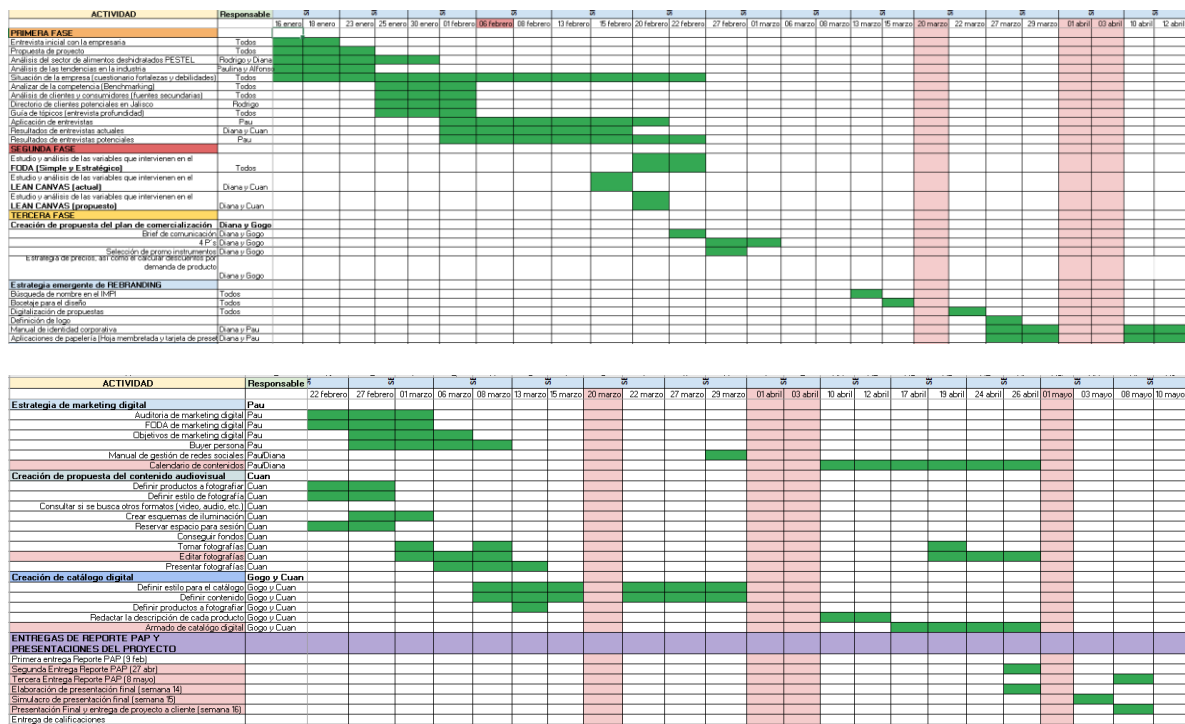 ACTIVIDAD Responsable
16 enero 18 enero 23 enero 25 enero 30 enero 01 febrero 06 febrero 08 febrero 13 febrero 15 febrero 20 febrero 22 febrero 27 febrero 01 marzo 06 marzo 08 marzo 13 marzo 15 marzo 20 marzo 22 marzo 27 marzo 29 marzo 01 abril 03 abril 10 abril 12 abril
PRIMERA FASE
Entrevista inicial con la empresaria Todos
Propuesta de proyecto Todos
Análisis del sector de alimentos deshidratados PESTEL Rodrigo y Diana
Análisis de las tendencias en la industria Paulina y Alfonso
Situación de la empresa (cuestionario fortalezas y debilidades) Todos
Analizar de la competencia (Benchmarking) Todos
Análisis de clientes y consumidores (fuentes secundarias) Todos
Directorio de clientes potenciales en Jalisco Rodrigo
Guía de tópicos (entrevista profundidad) Todos
Aplicación de entrevistas Pau
Resultados de entrevistas actuales Diana y Cuan
Resultados de entrevistas potenciales Pau
SEGUNDA FASE
Estudio y análisis de las variables que intervienen en el
FODA (Simple y Estratégico) Todos
Estudio y análisis de las variables que intervienen en el
LEAN CANVAS (actual) Diana y Cuan
Estudio y análisis de las variables que intervienen en el
LEAN CANVAS (propuesto) Diana y Cuan
TERCERA FASE
Creación de propuesta del plan de comercialización Diana y Gogo
Brief de comunicación Diana y Gogo
4 P's Diana y Gogo
Selección de promo instrumentos Diana y Gogo
Estrategia de precios, así como el calcular descuentos por
demanda de producto
Diana y Gogo
Estrategia emergente de REBRANDING
Búsqueda de nombre en el IMPI Todos
Bocetaje para el diseño Todos
Digitalización de propuestas Todos
Definición de logo
Manual de identidad corporativa Diana y Pau
Aplicaciones de papelería (Hoja membretada y tarjeta de preset Diana y Pau
ACTIVIDAD Responsable
22 febrero 27 febrero 01 marzo 06 marzo 08 marzo 13 marzo 15 marzo 20 marzo 22 marzo 27 marzo 29 marzo 01 abril 03 abril 10 abril 12 abril 17 abril 19 abril 24 abril 26 abril 01 mayo 03 mayo 08 mayo 10 mayo
Estrategia de marketing digital Pau
Auditoria de marketing digital Pau
FODA de marketing digital Pau
Objetivos de marketing digital Pau
Buyer persona Pau
Manual de gestión de redes sociales Pau/Diana
Calendario de contenidos Pau/Diana
Creación de propuesta del contenido audiovisual Cuan
Definir productos a fotografiar Cuan
Definir estilo de fotografía Cuan
Consultar si se busca otros formatos (video, audio, etc.) Cuan
Crear esquemas de iluminación Cuan
Reservar espacio para sesión Cuan
Conseguir fondos Cuan
Tomar fotografías Cuan
Editar fotografías Cuan
Presentar fotografías Cuan
Creación de catálogo digital Gogo y Cuan
Definir estilo para el catálogo Gogo y Cuan
Definir contenido Gogo y Cuan
Definir productos a fotografiar Gogo y Cuan
Redactar la descripción de cada producto Gogo y Cuan
Armado de catálógo digital Gogo y Cuan
ENTREGAS DE REPORTE PAP Y
PRESENTACIONES DEL PROYECTO
Primera entrega Reporte PAP (9 feb)
Segunda Entrega Reporte PAP (27 abr)
Tercera Entrega Reporte PAP (8 mayo)
Elaboración de presentación final (semana 14)
Simulacro de presentación final (semana 15)
Presentación Final y entrega de proyecto a cliente (semana 16)
Entrega de calificaciones